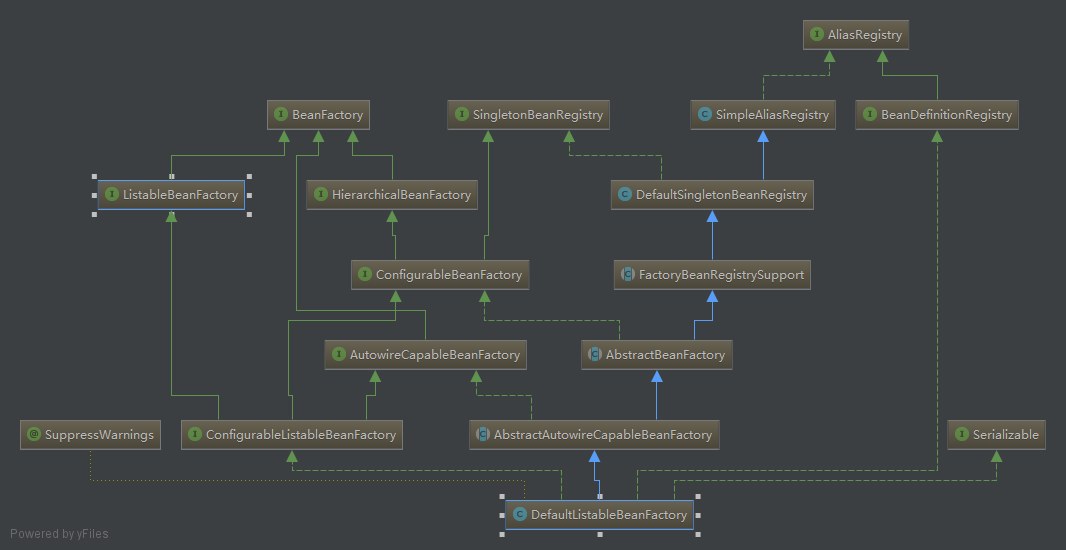 AliasRegistry
BeanFactory
SingletonBeanRegistry
SimpleAliasRegistry
BeanDefinitionRegistry
ListableBeanFactory
HierarchicalBeanFactory
DefaultSingletonBeanRegistry
ConfigurableBeanFactory
FactoryBeanRegistrySupport
AutowireCapableBeanFactory
AbstractBeanFactory
SuppressWarnings
ConfigurableListableBeanFactory
AbstractAutowireCapableBeanFactory
Serializable
DefaultListableBeanFactory
Powered by yFiles